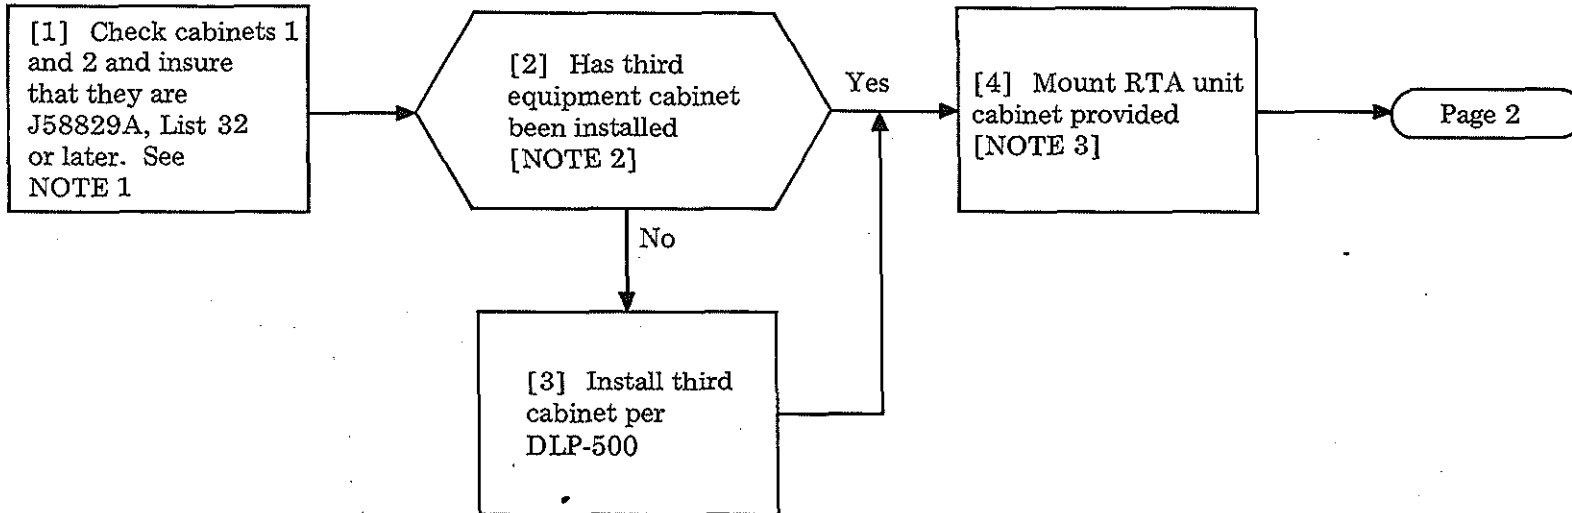 [1] Check cabinets 1
and 2 and insure
that they are
J58829A, List 32
or later. See
NOTE 1
[2] Has third
equipment cabinet
been installed
[NOTE 2]
Yes
No
[3] Install third
cabinet per
DLP-500
[4] Mount RTA unit
cabinet provided
[NOTE 3]
Page 2